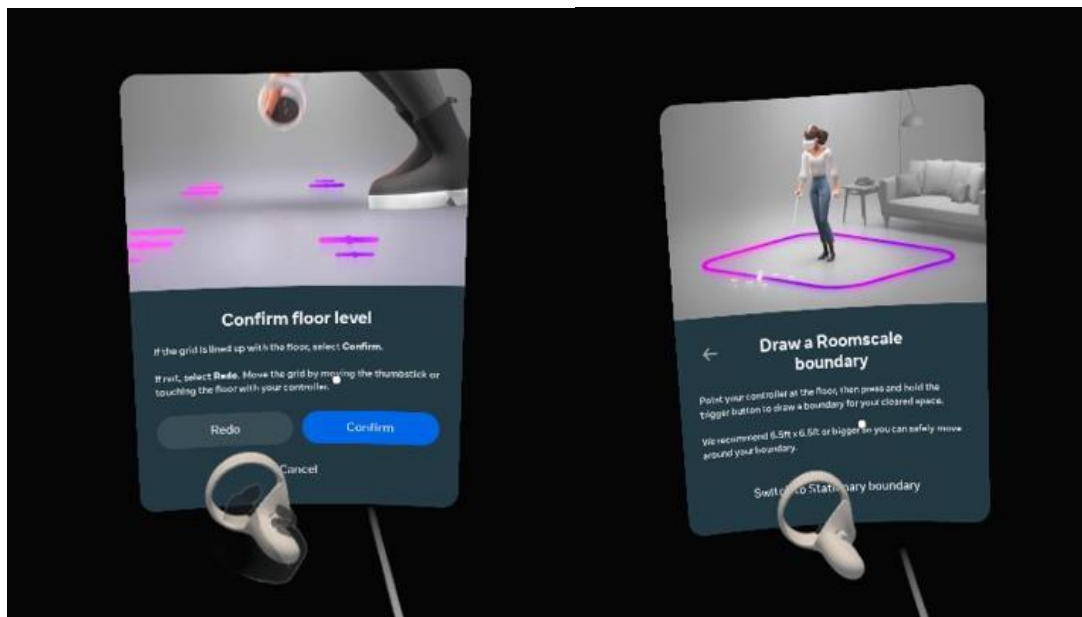 Confirm floor level
If the grid is lined up with the floor, select Confirm.
If not, select Redo. Move the grid by moving the thumbstick or
touching the floor with your controller.
Redo
Confirm
Cancel
Draw a Roomscale
boundary
Point your controller at the floor, then press and hold the
trigger button to draw a boundary for your cleared space.
We recommend 6.5ft x 6.5ft or bigger so you can safely move
around your boundary.
Switch to Stationary boundary